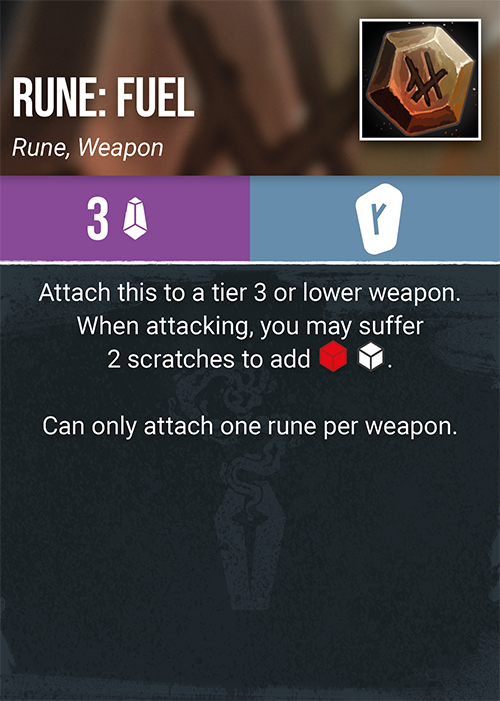 RUNE: FUEL
Rune, Weapon
3
Attach this to a tier 3 or lower weapon.
When attacking, you may suffer
2 scratches to add
.
Can only attach one rune per weapon.